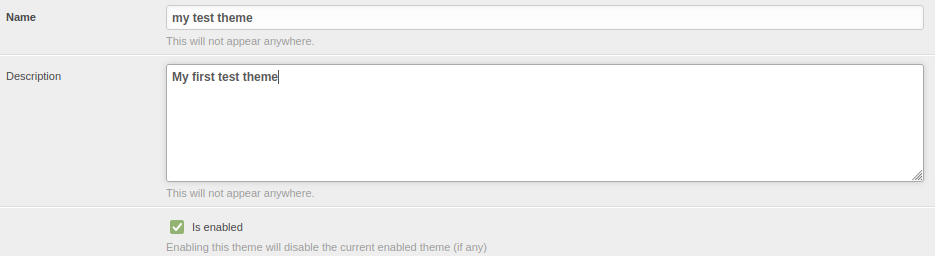 Name
my test theme
This will not appear anywhere.
Description
My first test theme
This will not appear anywhere.
Is enabled
Enabling this theme will disable the current enabled theme (if any)